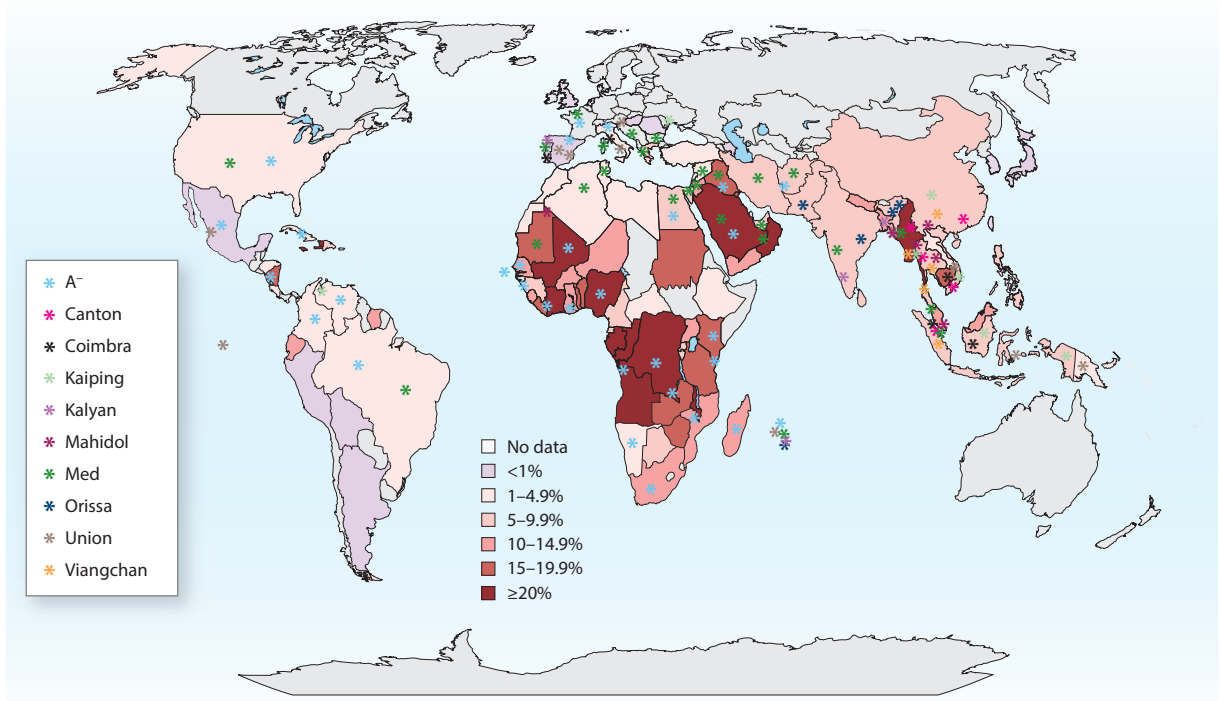 A⁻
Canton
Coimbra
Kaiping
Kalyan
Mahidol
Med
Orissa
Union
Viangchan
No data
<1%
1–4.9%
5–9.9%
10–14.9%
15–19.9%
≥20%